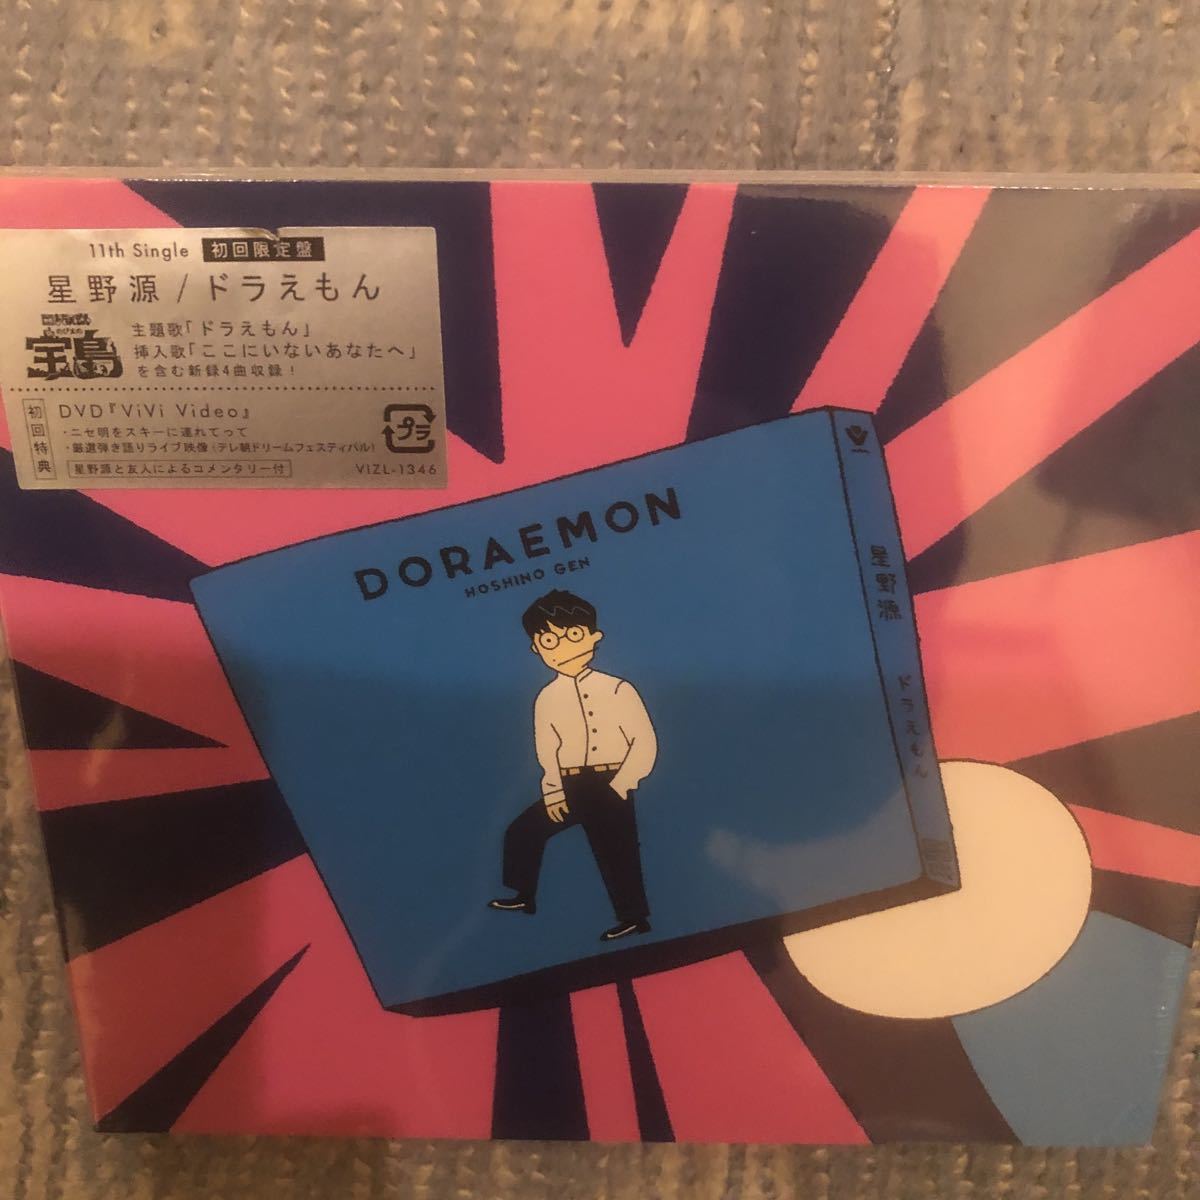 11th Single 初回限定盤
星野源/ドラえもん
のび太の
宝島
主題歌「ドラえもん」
挿入歌「ここにいないあなたへ」
を含む新録4曲収録!
初回特典
DVD『ViVi Video』
・ニセ明をスキーに連れてって
・厳選弾き語りライブ映像(テレ朝ドリームフェスティバル)
星野源と友人によるコメンタリー付
プラ
VIZL-1346
DORAEMON
HOSHINO GEN
星野源 ドラえもん